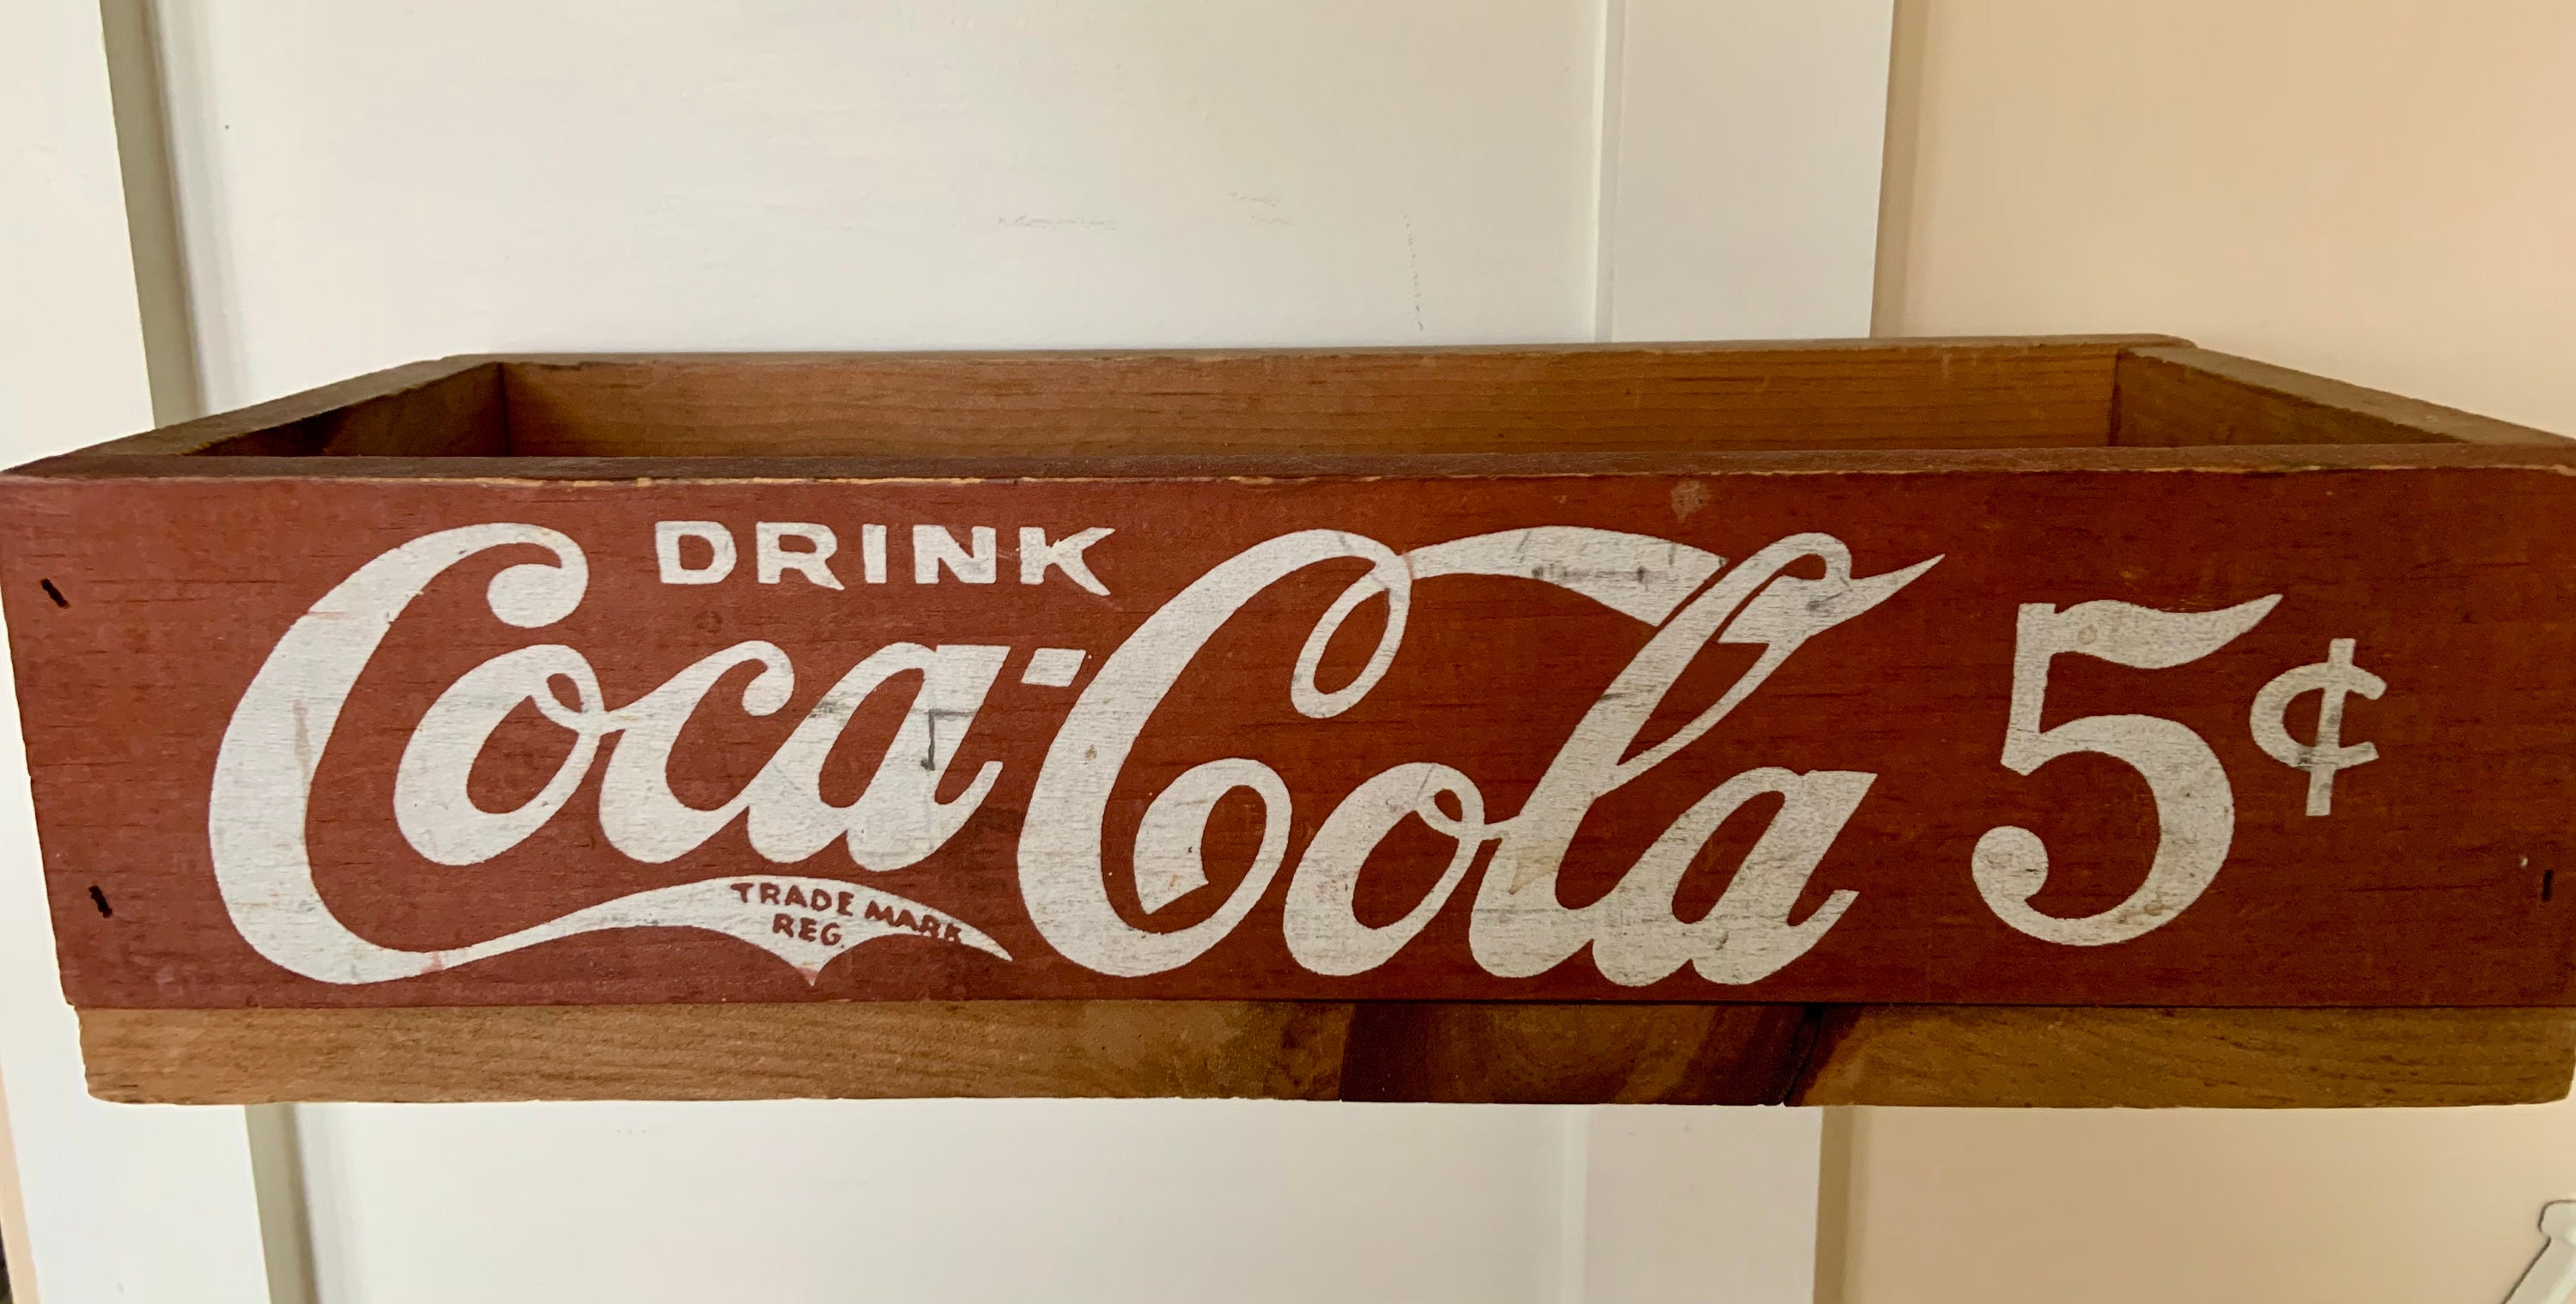 DRINK
Coca-Cola 5¢
TRADE MARK
REG.